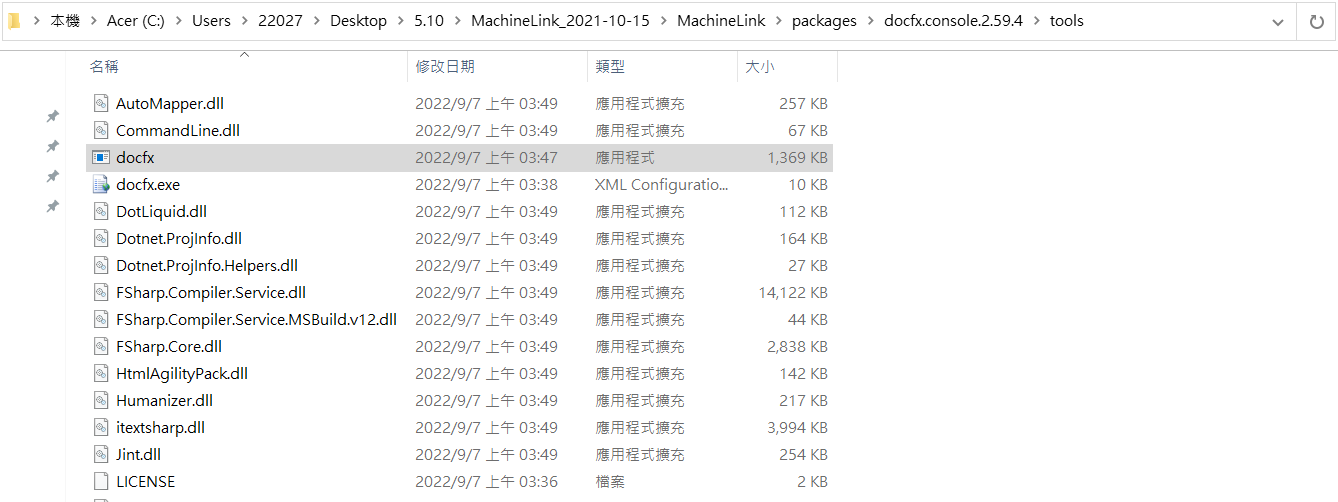 本機 > Acer (C:) > Users > 22027 > Desktop > 5.10 > MachineLink_2021-10-15 > MachineLink > packages > docfx.console.2.59.4 > tools
名稱 修改日期 類型 大小
AutoMapper.dll 2022/9/7 上午 03:49 應用程式擴充 257 KB
CommandLine.dll 2022/9/7 上午 03:49 應用程式擴充 67 KB
docfx 2022/9/7 上午 03:47 應用程式 1,369 KB
docfx.exe 2022/9/7 上午 03:38 XML Configuratio... 10 KB
DotLiquid.dll 2022/9/7 上午 03:49 應用程式擴充 112 KB
Dotnet.ProjInfo.dll 2022/9/7 上午 03:49 應用程式擴充 164 KB
Dotnet.ProjInfo.Helpers.dll 2022/9/7 上午 03:49 應用程式擴充 27 KB
FSharp.Compiler.Service.dll 2022/9/7 上午 03:49 應用程式擴充 14,122 KB
FSharp.Compiler.Service.MSBuild.v12.dll 2022/9/7 上午 03:49 應用程式擴充 44 KB
FSharp.Core.dll 2022/9/7 上午 03:49 應用程式擴充 2,838 KB
HtmlAgilityPack.dll 2022/9/7 上午 03:49 應用程式擴充 142 KB
Humanizer.dll 2022/9/7 上午 03:49 應用程式擴充 217 KB
itextsharp.dll 2022/9/7 上午 03:49 應用程式擴充 3,994 KB
Jint.dll 2022/9/7 上午 03:49 應用程式擴充 254 KB
LICENSE 2022/9/7 上午 03:36 檔案 2 KB